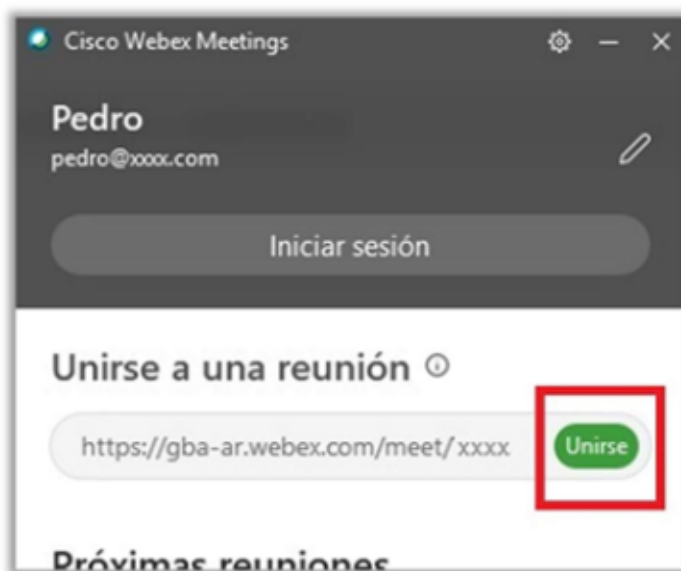 Cisco Webex Meetings
Pedro
pedro@xxxx.com
Iniciar sesión
Unirse a una reunión
https://gba-ar.webex.com/meet/xxxx Unirse
Próximas reuniones